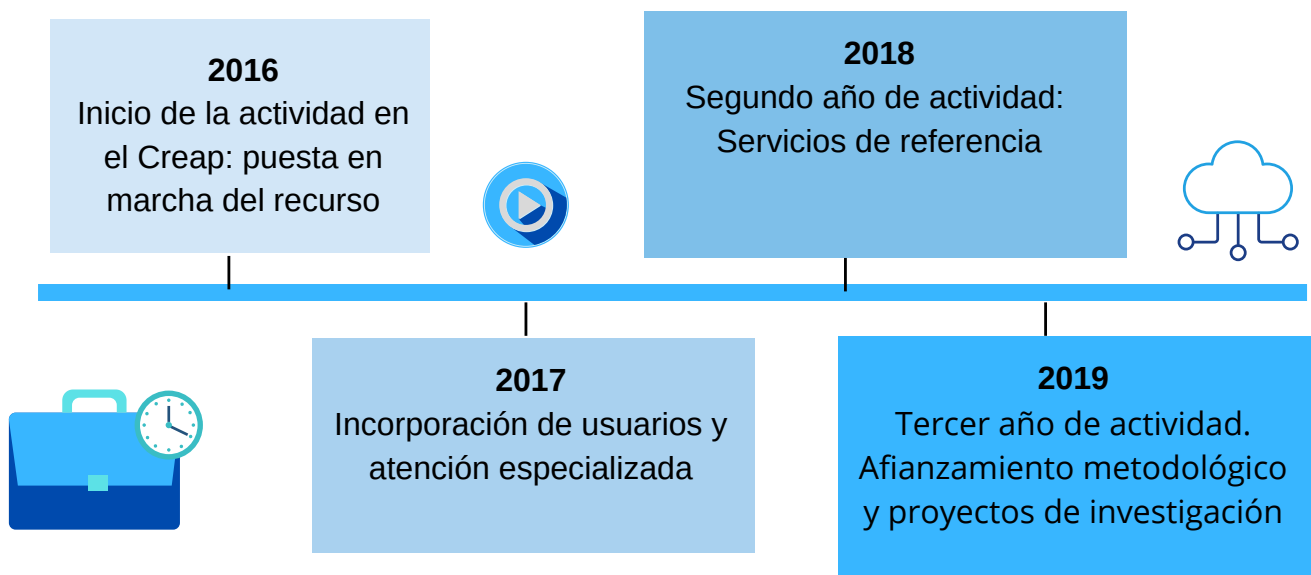 2016
Inicio de la actividad en
el Creap: puesta en
marcha del recurso
2018
Segundo año de actividad:
Servicios de referencia
2017
Incorporación de usuarios y
atención especializada
2019
Tercer año de actividad.
Afianzamiento metodológico
y proyectos de investigación